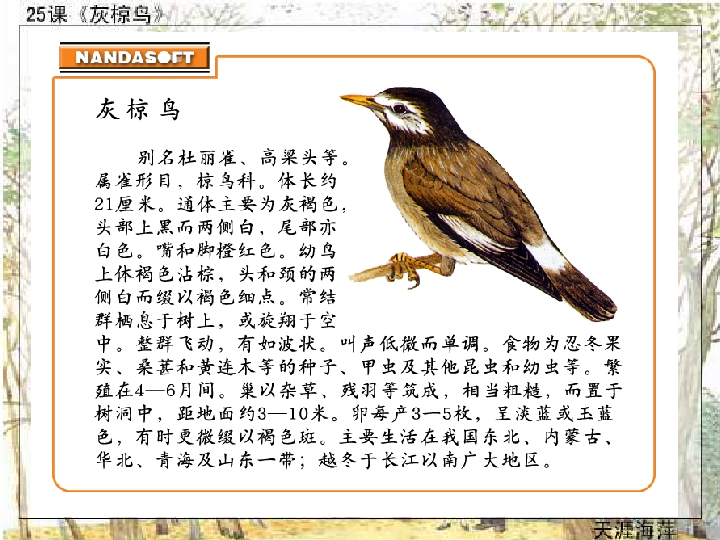 25课《灰椋鸟》
NANDASOFT
灰椋鸟
别名杜丽雀、高粱头等。
属雀形目，椋鸟科。体长约
21厘米。通体主要为灰褐色，
头部上黑而两侧白，尾部亦
白色。嘴和脚橙红色。幼鸟
上体褐色沾棕，头和颈的两
侧白而缀以褐色细点。常结
群栖息于树上，或旋翔于空
中。整群飞动，有如波状。叫声低微而单调。食物为忍冬果
实、桑葚和黄连木等的种子、甲虫及其他昆虫和幼虫等。繁
殖在4—6月间。巢以杂草、残羽等筑成，相当粗糙，而置于
树洞中，距地面约3—10米。卵每产3—5枚，呈淡蓝或玉蓝
色，有时更微缀以褐色斑。主要生活在我国东北、内蒙古、
华北、青海及山东一带；越冬于长江以南广大地区。
天涯海萍